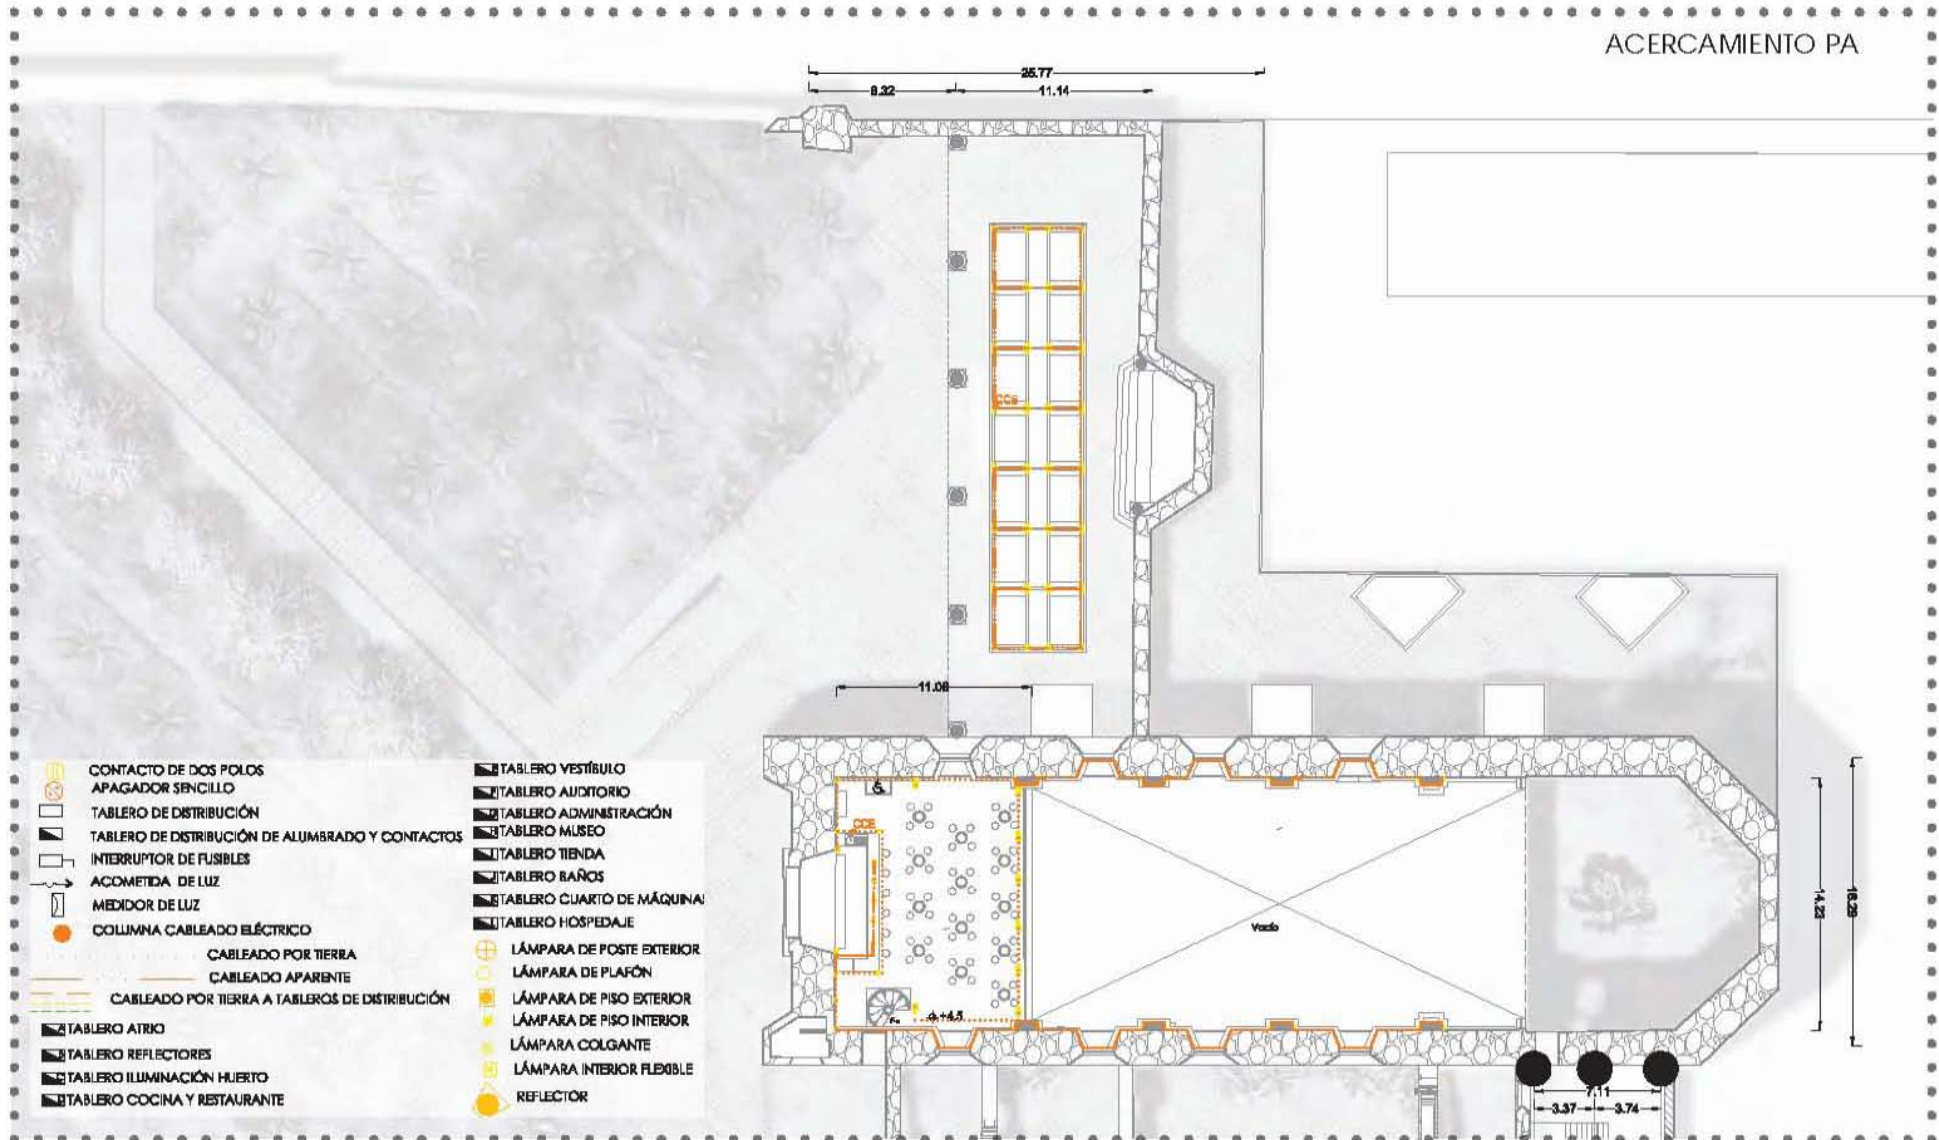 ACERCAMIENTO PA
25.77
8.32
11.14
CCE
11.06
CCE
Vacío
+4.5
14.23
16.29
7.11
3.37
3.74
CONTACTO DE DOS POLOS
APAGADOR SENCILLO
TABLERO DE DISTRIBUCIÓN
TABLERO DE DISTRIBUCIÓN DE ALUMBRADO Y CONTACTOS
INTERRUPTOR DE FUSIBLES
ACOMETIDA DE LUZ
MEDIDOR DE LUZ
COLUMNA CABLEADO ELÉCTRICO
CABLEADO POR TIERRA
CABLEADO APARENTE
CABLEADO POR TIERRA A TABLEROS DE DISTRIBUCIÓN
TABLERO ATRIO
TABLERO REFLECTORES
TABLERO ILUMINACIÓN HUERTO
TABLERO COCINA Y RESTAURANTE
TABLERO VESTÍBULO
TABLERO AUDITORIO
TABLERO ADMINISTRACIÓN
TABLERO MUSEO
TABLERO TIENDA
TABLERO BAÑOS
TABLERO CUARTO DE MÁQUINA
TABLERO HOSPEDAJE
LÁMPARA DE POSTE EXTERIOR
LÁMPARA DE PLAFÓN
LÁMPARA DE PISO EXTERIOR
LÁMPARA DE PISO INTERIOR
LÁMPARA COLGANTE
LÁMPARA INTERIOR FLEXIBLE
REFLECTOR